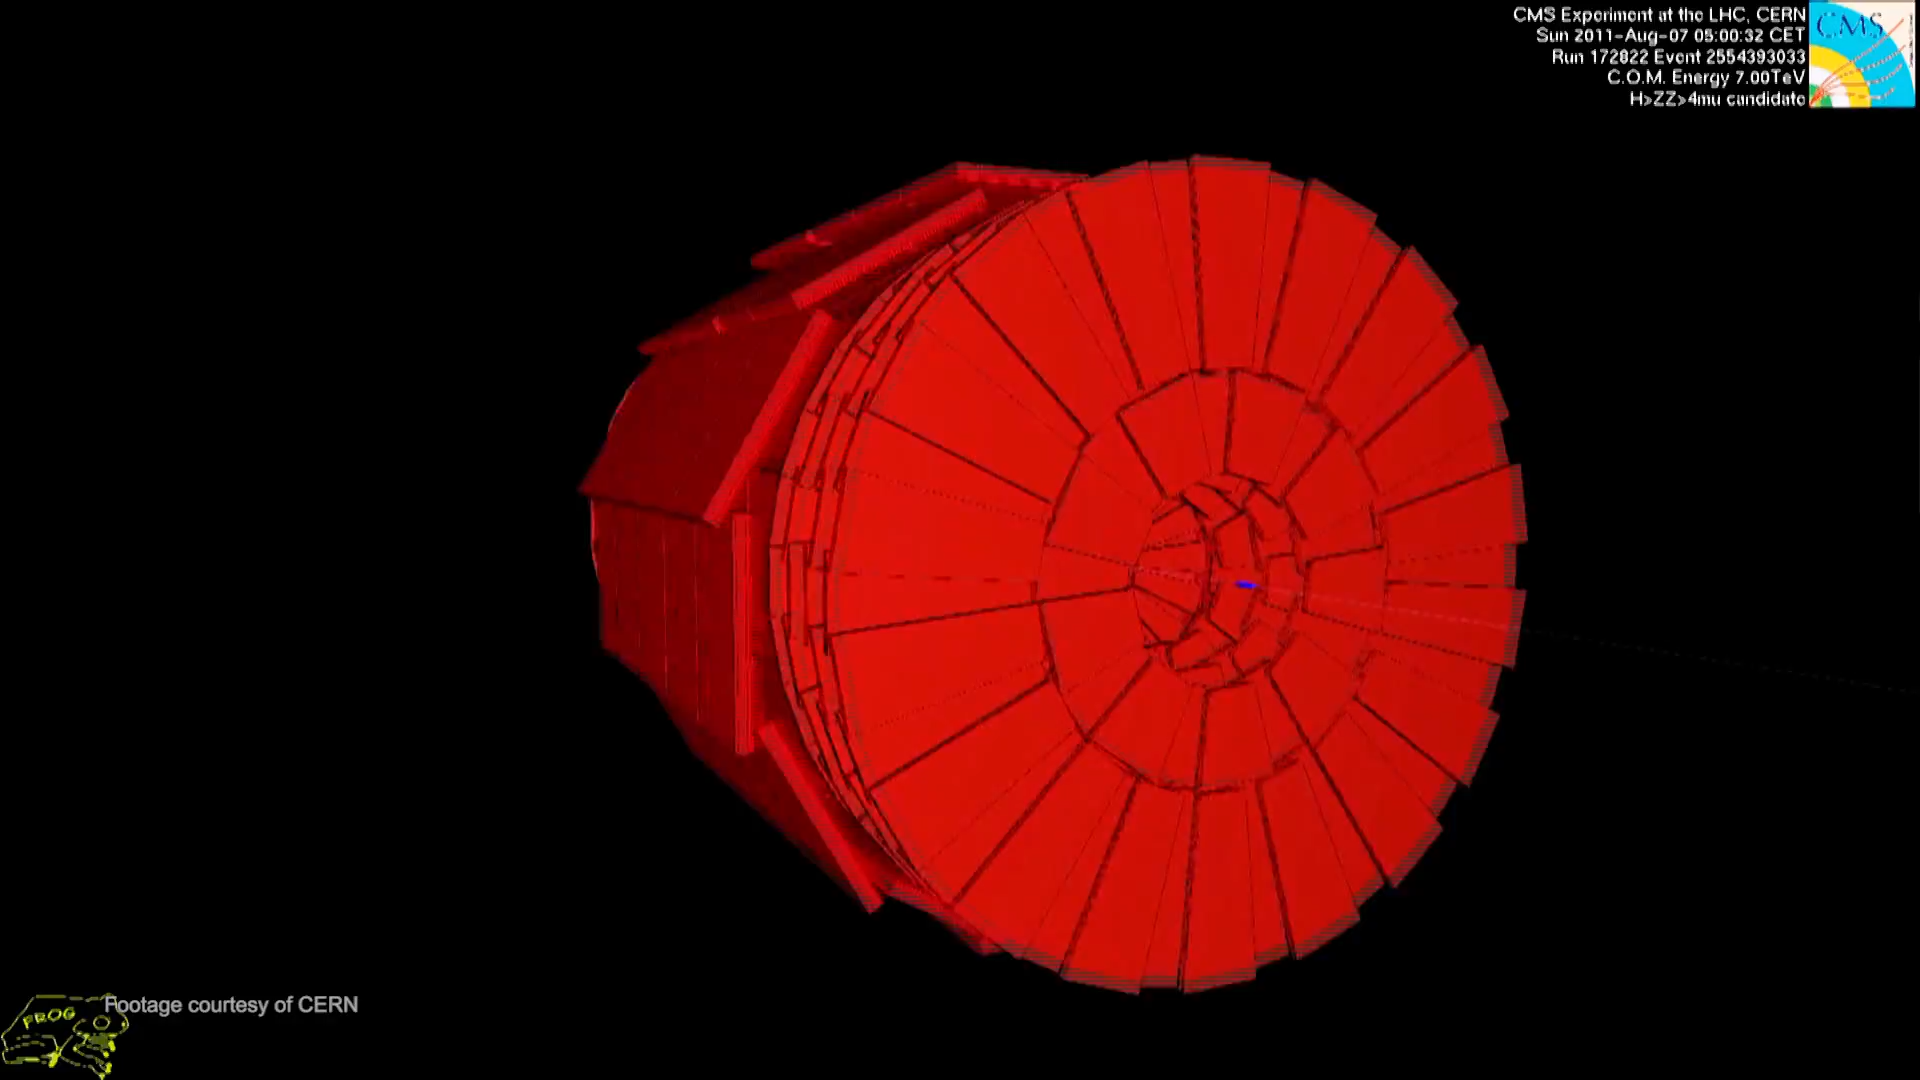 CMS Experiment at the LHC, CERN
Sun 2011-Aug-07 05:00:32 CET
Run 172822 Event 2554393033
C.O.M. Energy 7.00TeV
H>ZZ>4mu candidate
CMS
Footage courtesy of CERN
PROG